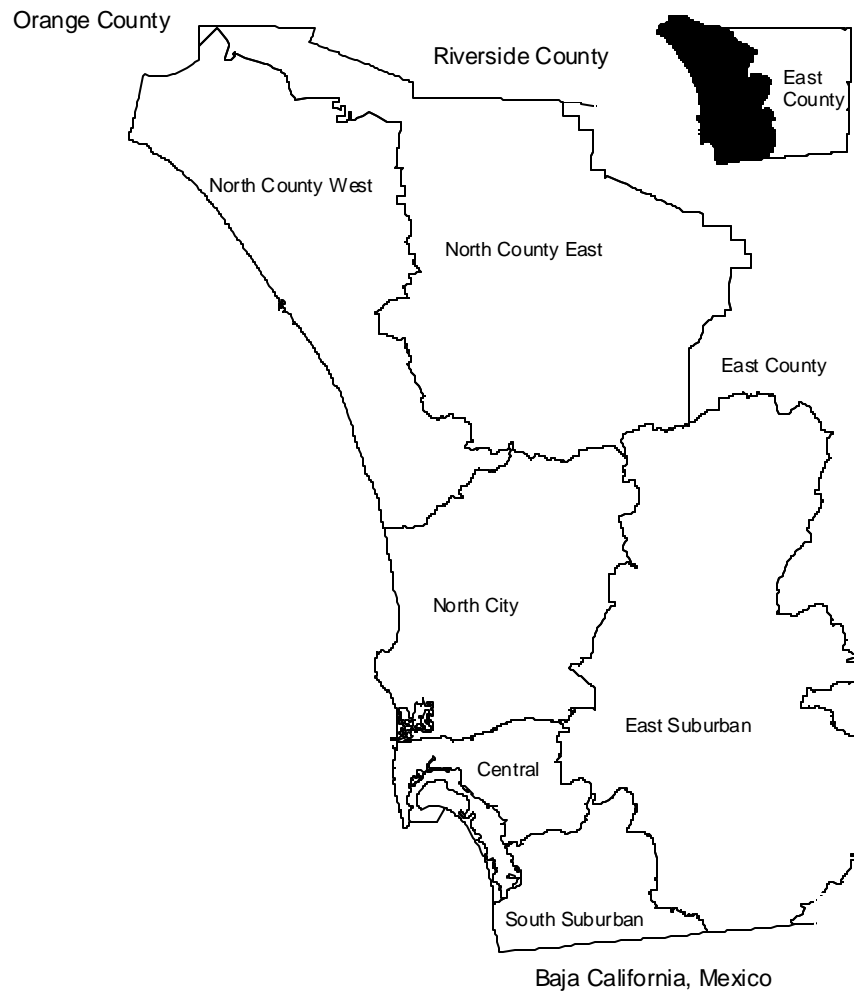 Orange County
Riverside County
East
County
North County West
North County East
East County
North City
East Suburban
Central
South Suburban
Baja California, Mexico